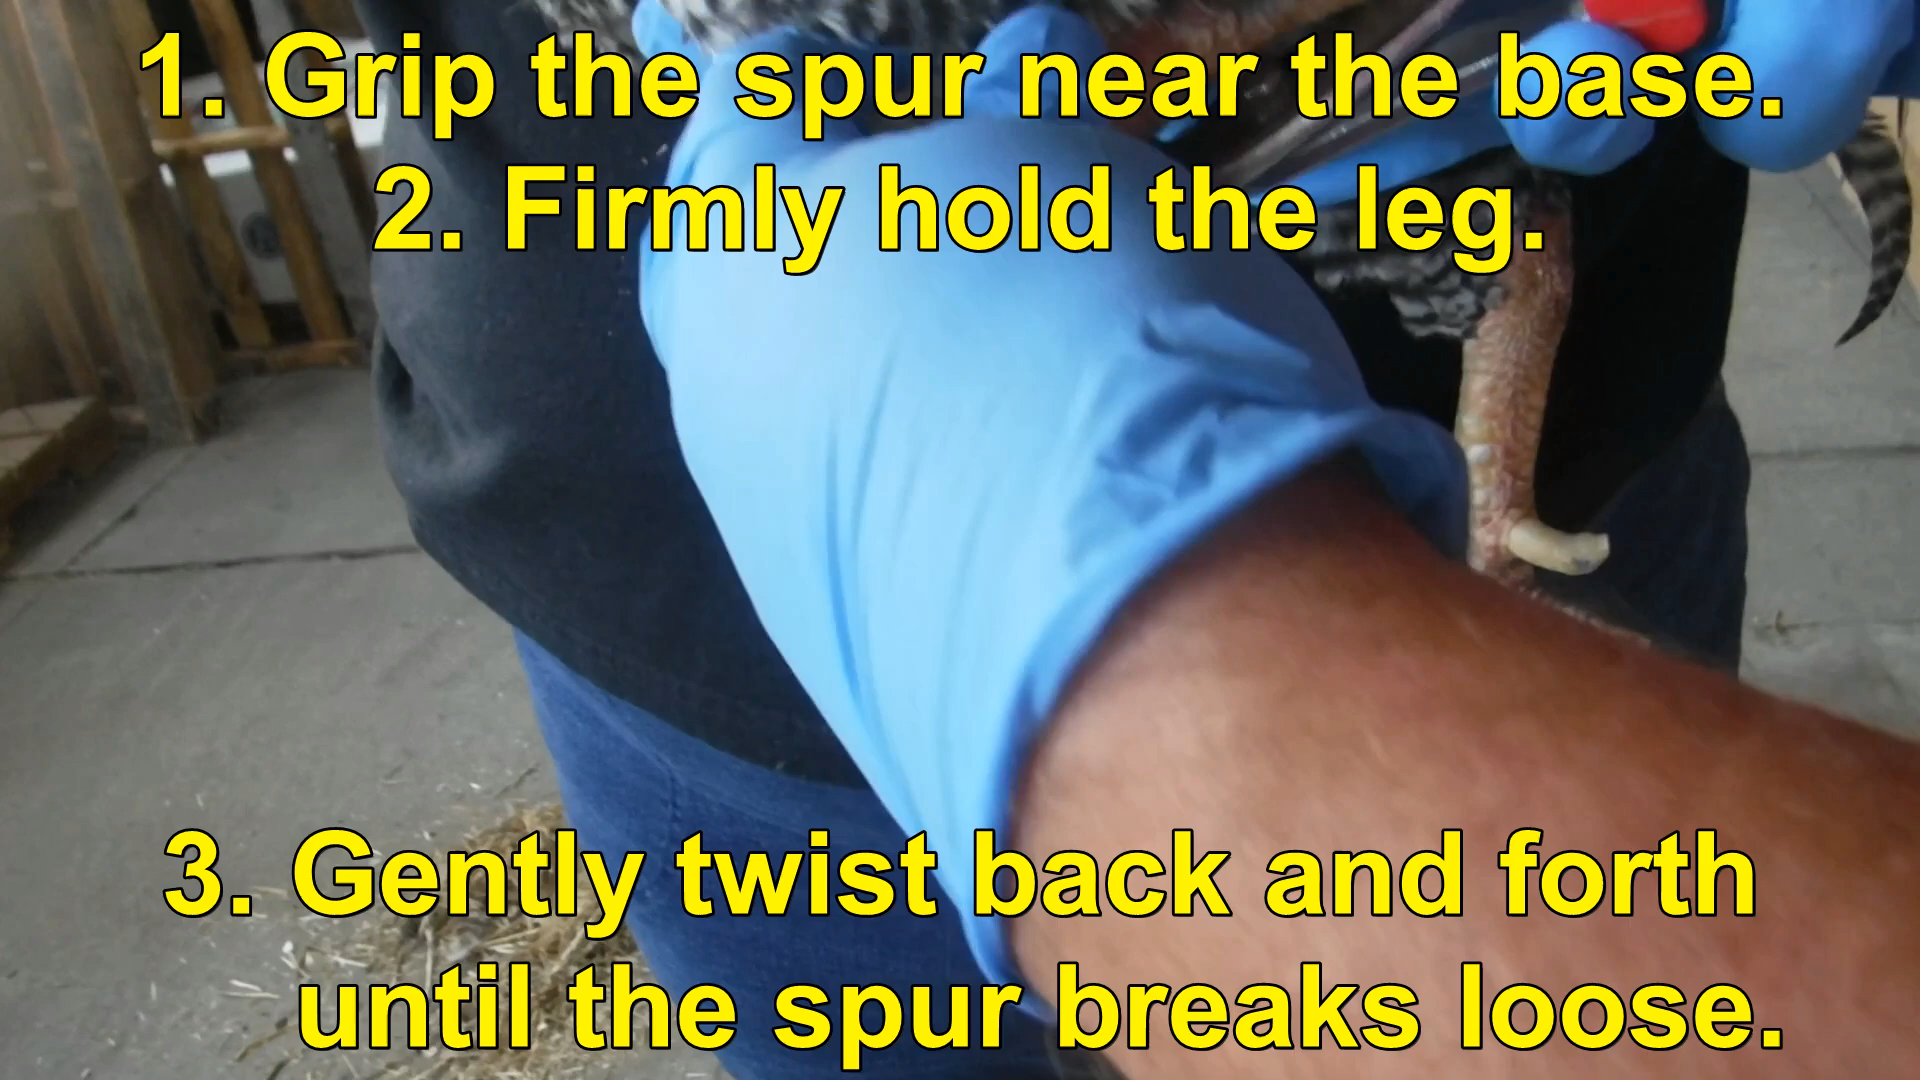 1. Grip the spur near the base.
2. Firmly hold the leg.
3. Gently twist back and forth
until the spur breaks loose.